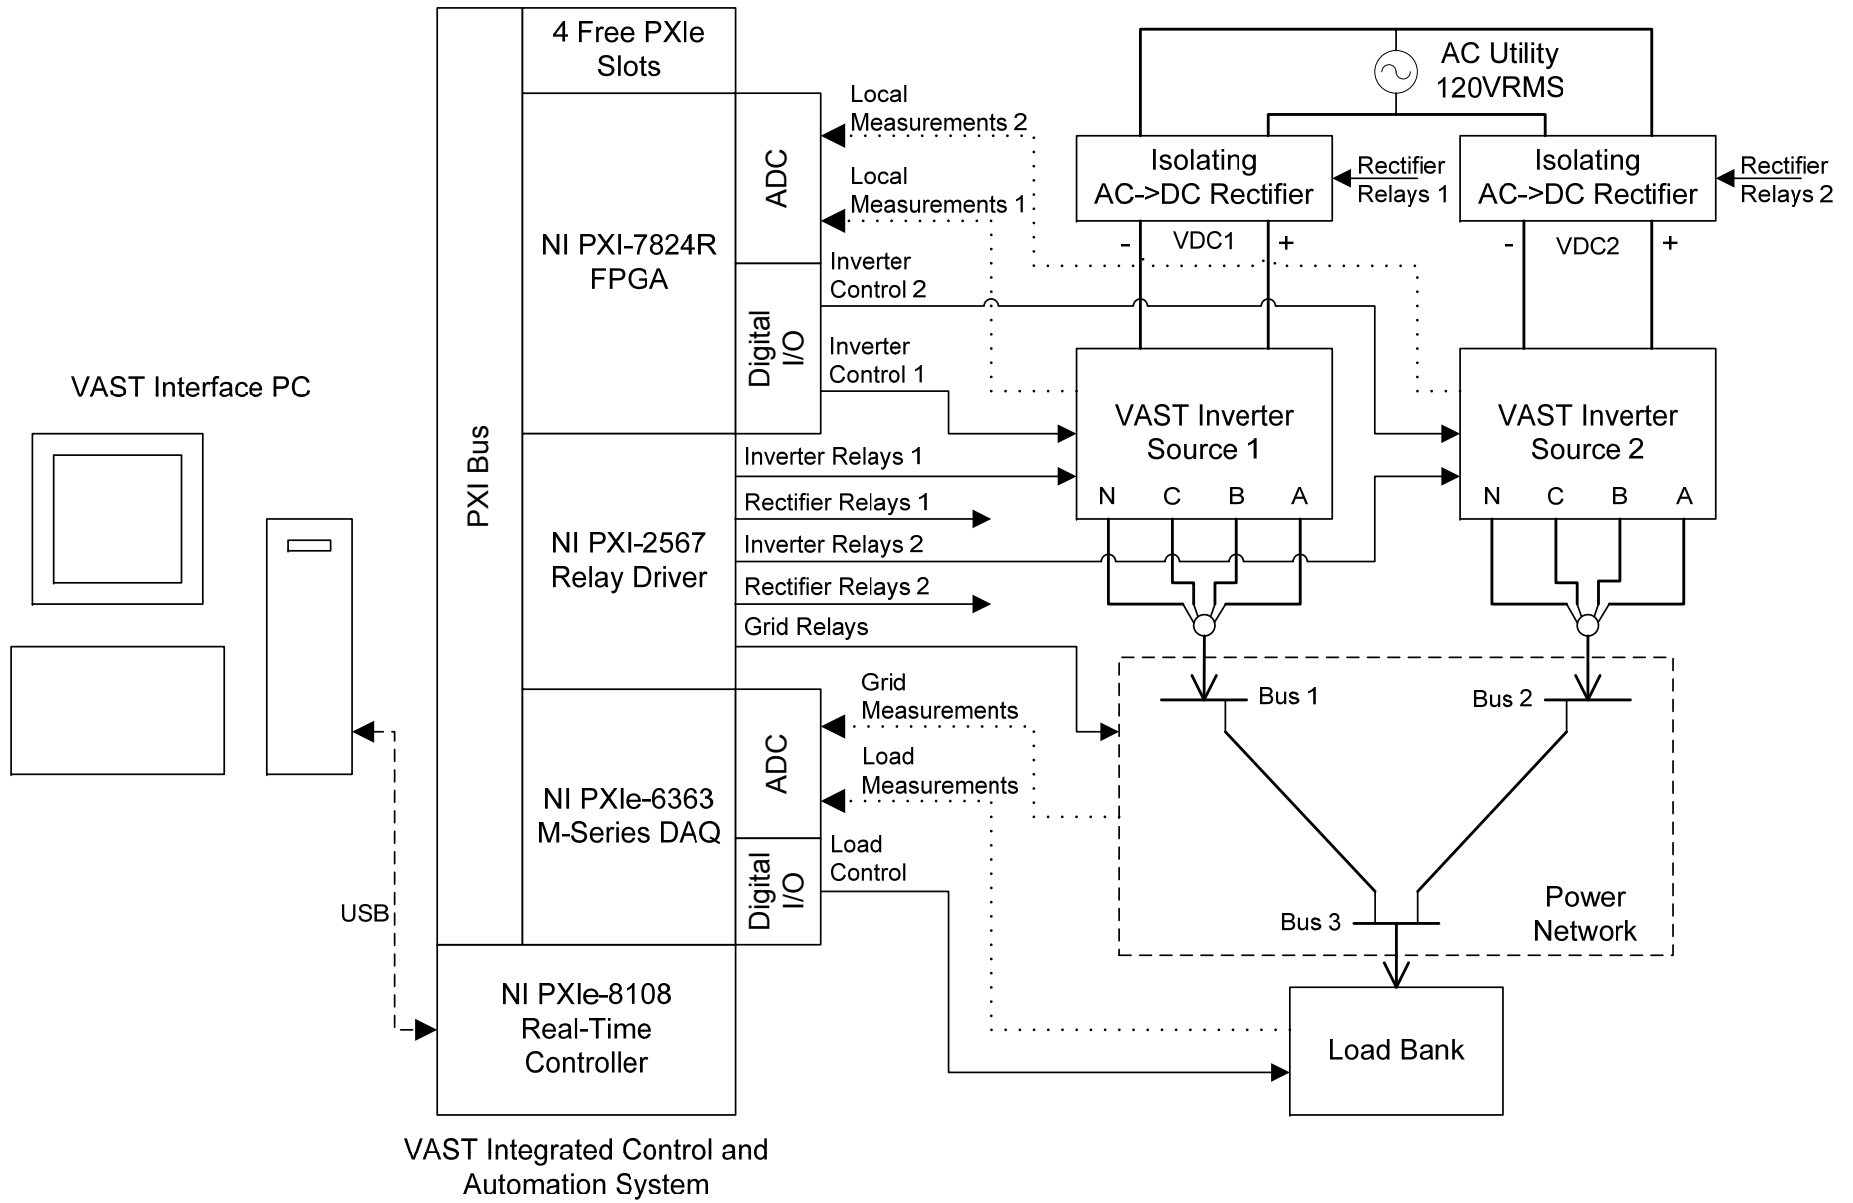 4 Free PXIe
Slots
AC Utility
120VRMS
Local
Measurements 2
ADC
Isolating
AC->DC Rectifier
Rectifier
Relays 1
Isolating
AC->DC Rectifier
Rectifier
Relays 2
Local
Measurements 1
NI PXI-7824R
FPGA
- VDC1 +
- VDC2 +
Inverter
Control 2
Digital
I/O
Inverter
Control 1
VAST Interface PC
VAST Inverter
Source 1
N C B A
VAST Inverter
Source 2
N C B A
PXI Bus
Inverter Relays 1
Rectifier Relays 1
NI PXI-2567
Relay Driver
Inverter Relays 2
Rectifier Relays 2
Grid Relays
Grid
Measurements
Bus 1
Bus 2
ADC
Load
Measurements
NI PXIe-6363
M-Series DAQ
Digital
I/O
Load
Control
USB
Bus 3
Power
Network
NI PXIe-8108
Real-Time
Controller
Load Bank
VAST Integrated Control and
Automation System